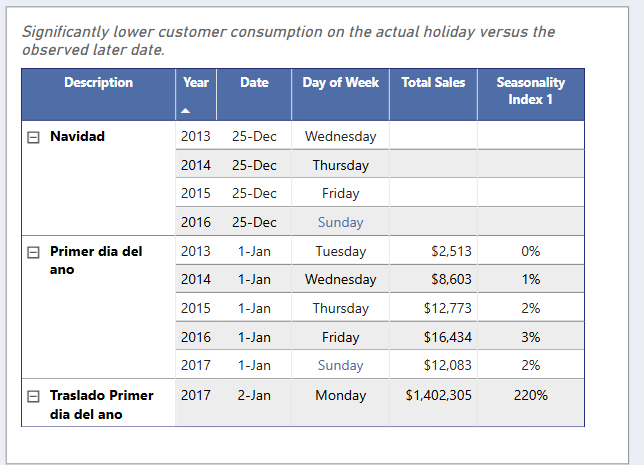 Significantly lower customer consumption on the actual holiday versus the
observed later date.
Description Year Date Day of Week Total Sales Seasonality
Index 1
Navidad 2013 25-Dec Wednesday
2014 25-Dec Thursday
2015 25-Dec Friday
2016 25-Dec Sunday
Primer dia del 2013 1-Jan Tuesday $2,513 0%
ano
2014 1-Jan Wednesday $8,603 1%
2015 1-Jan Thursday $12,773 2%
2016 1-Jan Friday $16,434 3%
2017 1-Jan Sunday $12,083 2%
Traslado Primer 2017 2-Jan Monday $1,402,305 220%
dia del ano